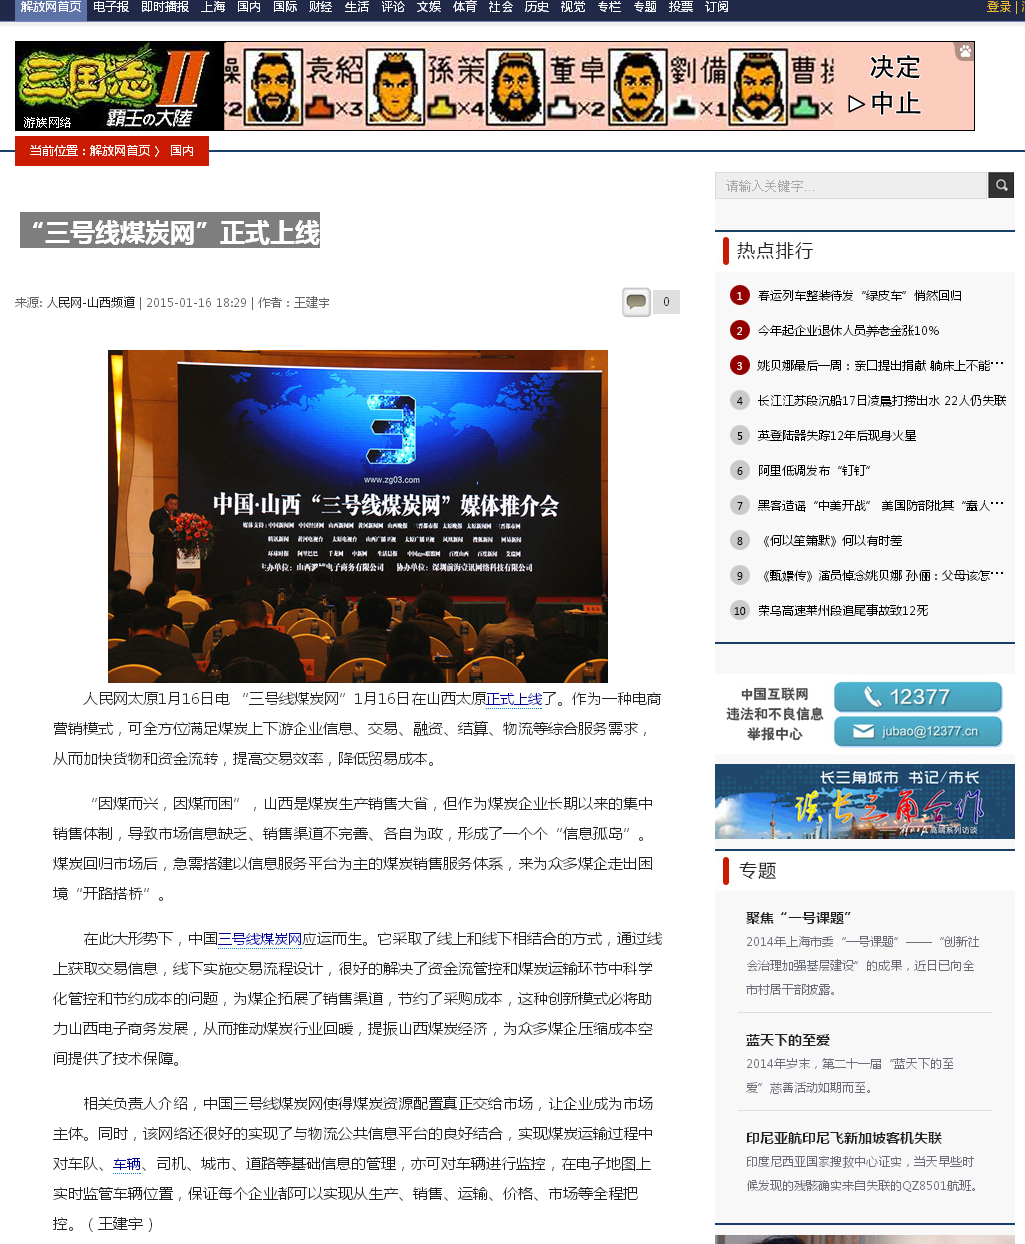 解放网首页 电子报 即时播报 上海 国内 国际 财经 生活 评论 文娱 体育 社会 历史 视觉 专栏 专题 投票 订阅
登录 |
三国志II
霸王の大陸
游族网络
袁紹 孫策 董卓 劉備 曹操
×3 ×4 ×2 ×1
决定
中止
当前位置：解放网首页 》 国内
请输入关键字...
“三号线煤炭网”正式上线
来源: 人民网-山西频道 | 2015-01-16 18:29 | 作者：王建宇
0
3
www.zg03.com
中国·山西“三号线煤炭网”媒体推介会
人民网太原1月16日电 “三号线煤炭网”1月16日在山西太原正式上线了。作为一种电商
营销模式，可全方位满足煤炭上下游企业信息、交易、融资、结算、物流等综合服务需求，
从而加快货物和资金流转，提高交易效率，降低贸易成本。
“因煤而兴，因煤而困”，山西是煤炭生产销售大省，但作为煤炭企业长期以来的集中
销售体制，导致市场信息缺乏、销售渠道不完善、各自为政，形成了一个个“信息孤岛”。
煤炭回归市场后，急需搭建以信息服务平台为主的煤炭销售服务体系，来为众多煤企走出困
境“开路搭桥”。
在此大形势下，中国三号线煤炭网应运而生。它采取了线上和线下相结合的方式，通过线
上获取交易信息，线下实施交易流程设计，很好的解决了资金流管控和煤炭运输环节中科学
化管控和节约成本的问题，为煤企拓展了销售渠道，节约了采购成本，这种创新模式必将助
力山西电子商务发展，从而推动煤炭行业回暖，提振山西煤炭经济，为众多煤企压缩成本空
间提供了技术保障。
相关负责人介绍，中国三号线煤炭网使得煤炭资源配置真正交给市场，让企业成为市场
主体。同时，该网络还很好的实现了与物流公共信息平台的良好结合，实现煤炭运输过程中
对车队、车辆、司机、城市、道路等基础信息的管理，亦可对车辆进行监控，在电子地图上
实时监管车辆位置，保证每个企业都可以实现从生产、销售、运输、价格、市场等全程把
控。（王建宇）
热点排行
1 春运列车整装待发“绿皮车”悄然回归
2 今年起企业退休人员养老金涨10%
3 姚贝娜最后一周：亲口提出捐献 躺床上不能…
4 长江江苏段沉船17日凌晨打捞出水 22人仍失联
5 英登陆器失踪12年后现身火星
6 阿里低调发布“钉钉”
7 黑客造谣“中美开战” 美国防部批其“蠢人…
8 《何以笙箫默》何以有时差
9 《甄嬛传》演员悼念姚贝娜 孙俪：父母该怎…
10 荣乌高速莱州段追尾事故致12死
中国互联网
违法和不良信息
举报中心
12377
jubao@12377.cn
长三角城市 书记/市长
谈长三角合作
高端系列访谈
专题
聚焦“一号课题”
2014年上海市委“一号课题”——“创新社
会治理加强基层建设”的成果，近日已向全
市村居干部披露。
蓝天下的至爱
2014年岁末，第二十一届“蓝天下的至
爱”慈善活动如期而至。
印尼亚航印尼飞新加坡客机失联
印度尼西亚国家搜救中心证实，当天早些时
候发现的残骸确实来自失联的QZ8501航班。